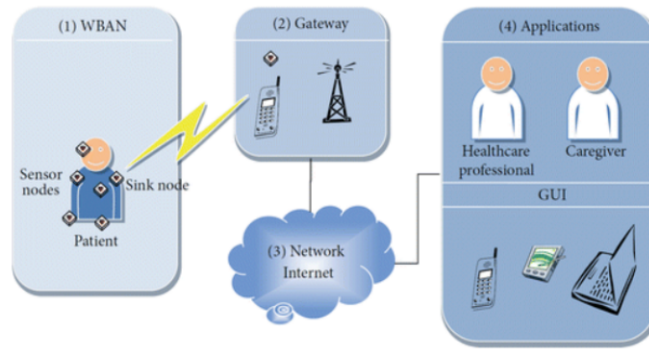 (1) WBAN
Sensor
nodes
Sink node
Patient
(2) Gateway
(3) Network
Internet
(4) Applications
Healthcare
professional
Caregiver
GUI